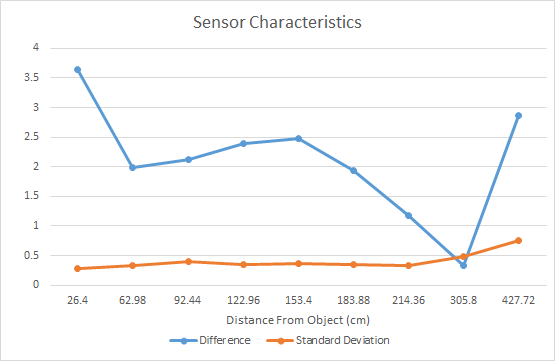 Sensor Characteristics
4
3.5
3
2.5
2
1.5
1
0.5
0
26.4 62.98 92.44 122.96 153.4 183.88 214.36 305.8 427.72
Distance From Object (cm)
Difference Standard Deviation